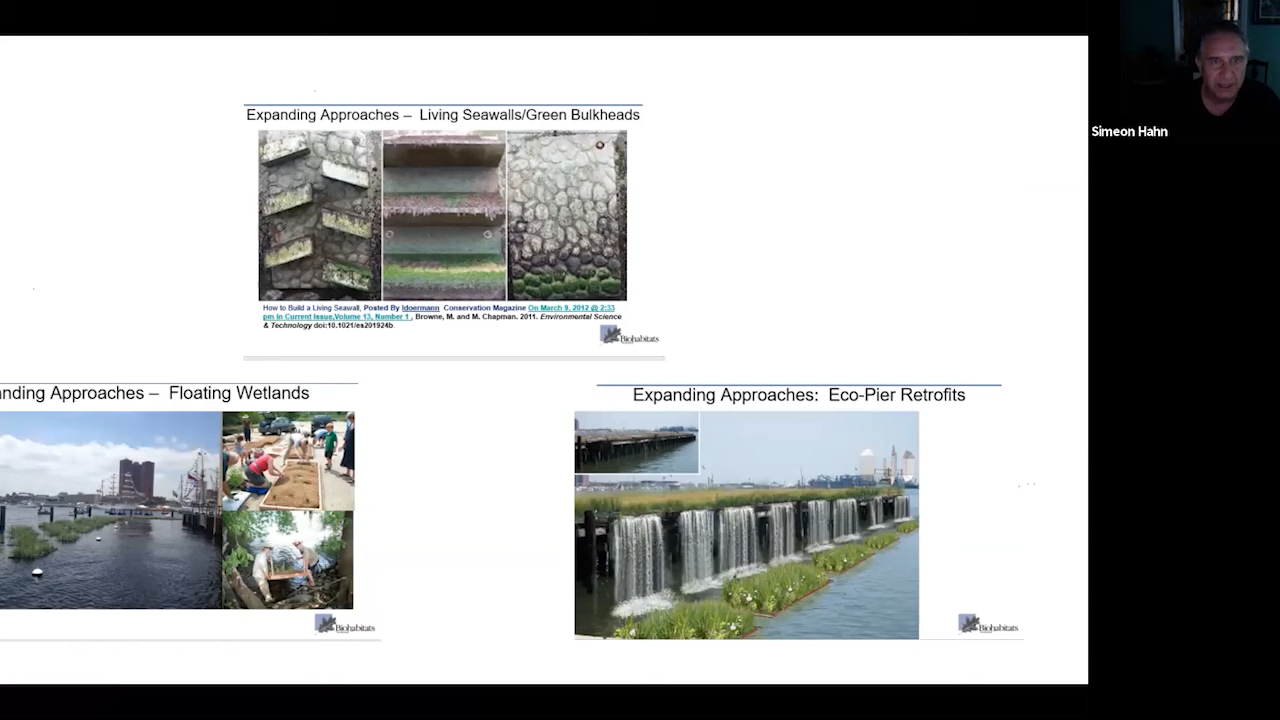 Simeon Hahn
Expanding Approaches – Living Seawalls/Green Bulkheads
How to Build a Living Seawall, Posted By ldoermann Conservation Magazine On March 9, 2012 @ 2:33
pm In Current Issue,Volume 13, Number 1 , Browne, M. and M. Chapman. 2011. Environmental Science
& Technology doi:10.1021/es201924b.
Biohabitats
nding Approaches – Floating Wetlands
Biohabitats
Expanding Approaches: Eco-Pier Retrofits
Biohabitats